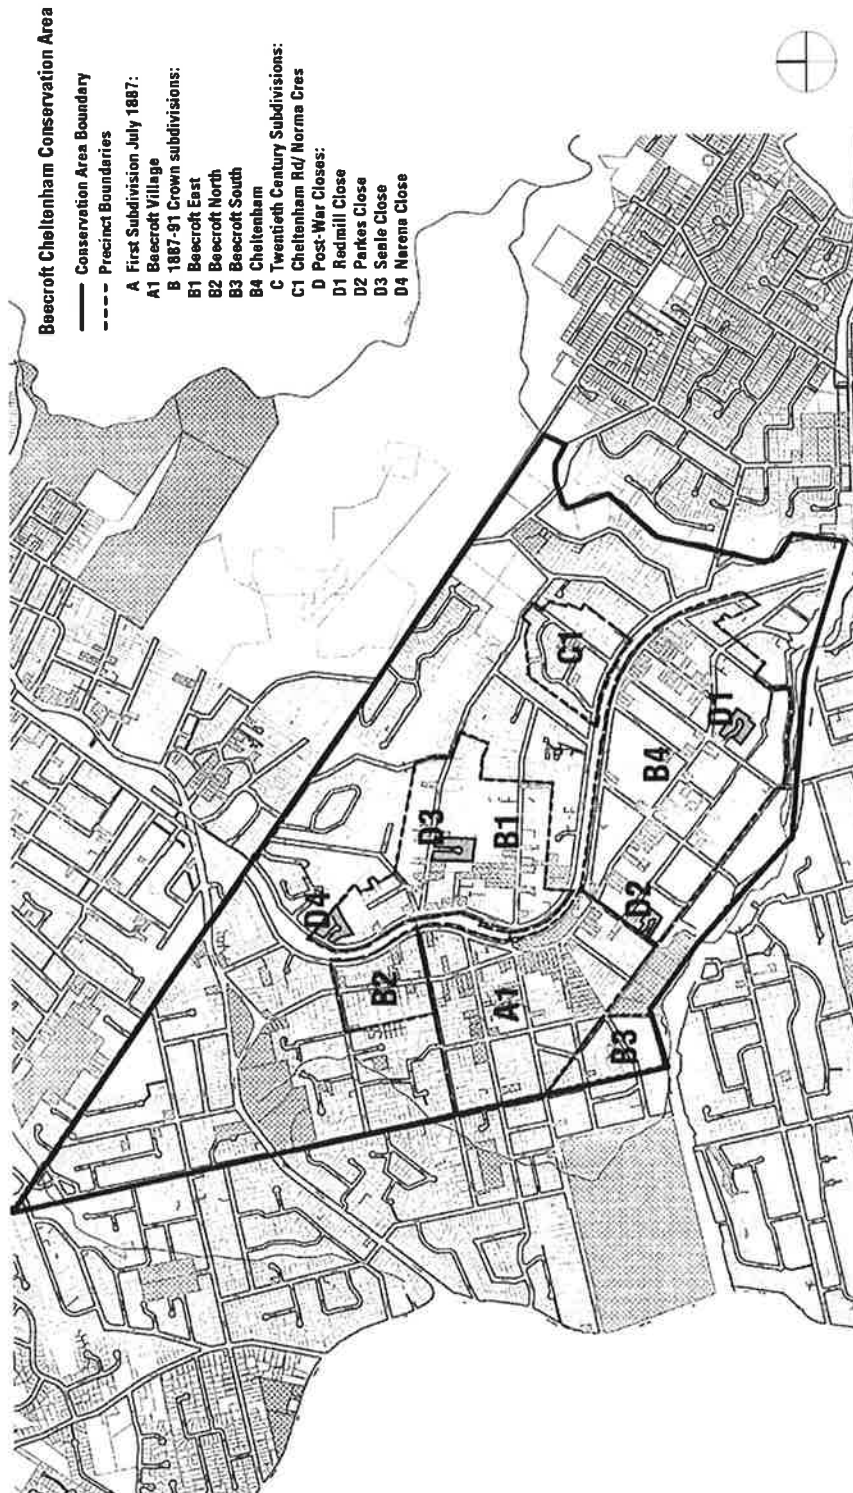 Beecroft Cheltenham Conservation Area
Conservation Area Boundary
Precinct Boundaries
A First Subdivision July 1887:
A1 Beecroft Village
B 1887-91 Crown subdivisions:
B1 Beecroft East
B2 Beecroft North
B3 Beecroft South
B4 Cheltenham
C Twentieth Century Subdivisions:
C1 Cheltenham Rd/ Norma Cres
D Post-War Closes:
D1 Redmill Close
D2 Parkes Close
D3 Seale Close
D4 Narena Close
D4
D3
C1
B2
B1
A1
B4
D1
D2
B3